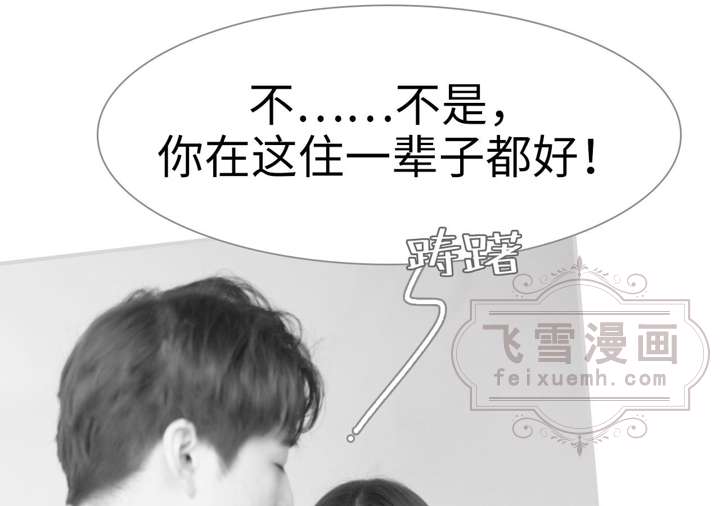 不……不是，
你在这住一辈子都好！
踌躇
飞雪漫画
feixuemh.com